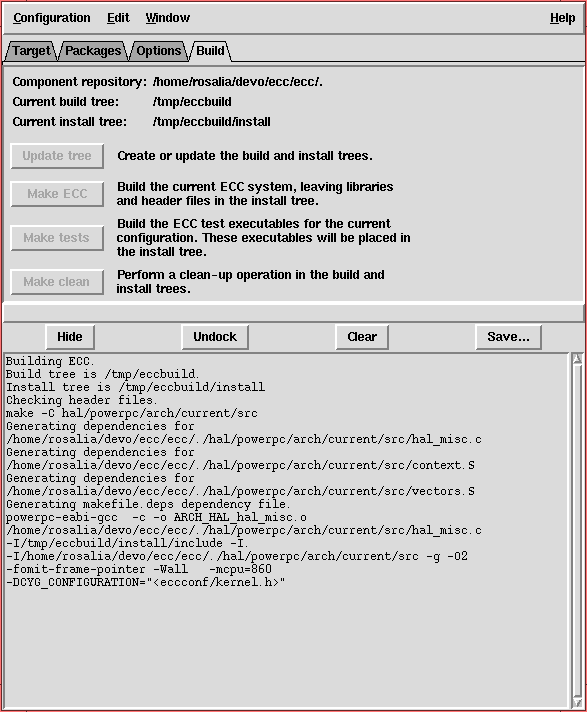 Configuration Edit Window Help
Target Packages Options Build
Component repository: /home/rosalia/devo/ecc/ecc/.
Current build tree: /tmp/eccbuild
Current install tree: /tmp/eccbuild/install
Update tree Create or update the build and install trees.
Make ECC Build the current ECC system, leaving libraries
and header files in the install tree.
Build the ECC test executables for the current
Make tests configuration. These executables will be placed in
the install tree.
Make clean Perform a clean-up operation in the build and
install trees.
Hide Undock Clear Save...
Building ECC.
Build tree is /tmp/eccbuild.
Install tree is /tmp/eccbuild/install
Checking header files.
make -C hal/powerpc/arch/current/src
Generating dependencies for
/home/rosalia/devo/ecc/ecc/./hal/powerpc/arch/current/src/hal_misc.c
Generating dependencies for
/home/rosalia/devo/ecc/ecc/./hal/powerpc/arch/current/src/context.S
Generating dependencies for
/home/rosalia/devo/ecc/ecc/./hal/powerpc/arch/current/src/vectors.S
Generating makefile.deps dependency file.
powerpc-eabi-gcc  -c -o ARCH_HAL_hal_misc.o
/home/rosalia/devo/ecc/ecc/./hal/powerpc/arch/current/src/hal_misc.c
-I/tmp/eccbuild/install/include -I.
-I/home/rosalia/devo/ecc/ecc/./hal/powerpc/arch/current/src -g -O2
-fomit-frame-pointer -Wall   -mcpu=860
-DCYG_CONFIGURATION="<eccconf/kernel.h>"